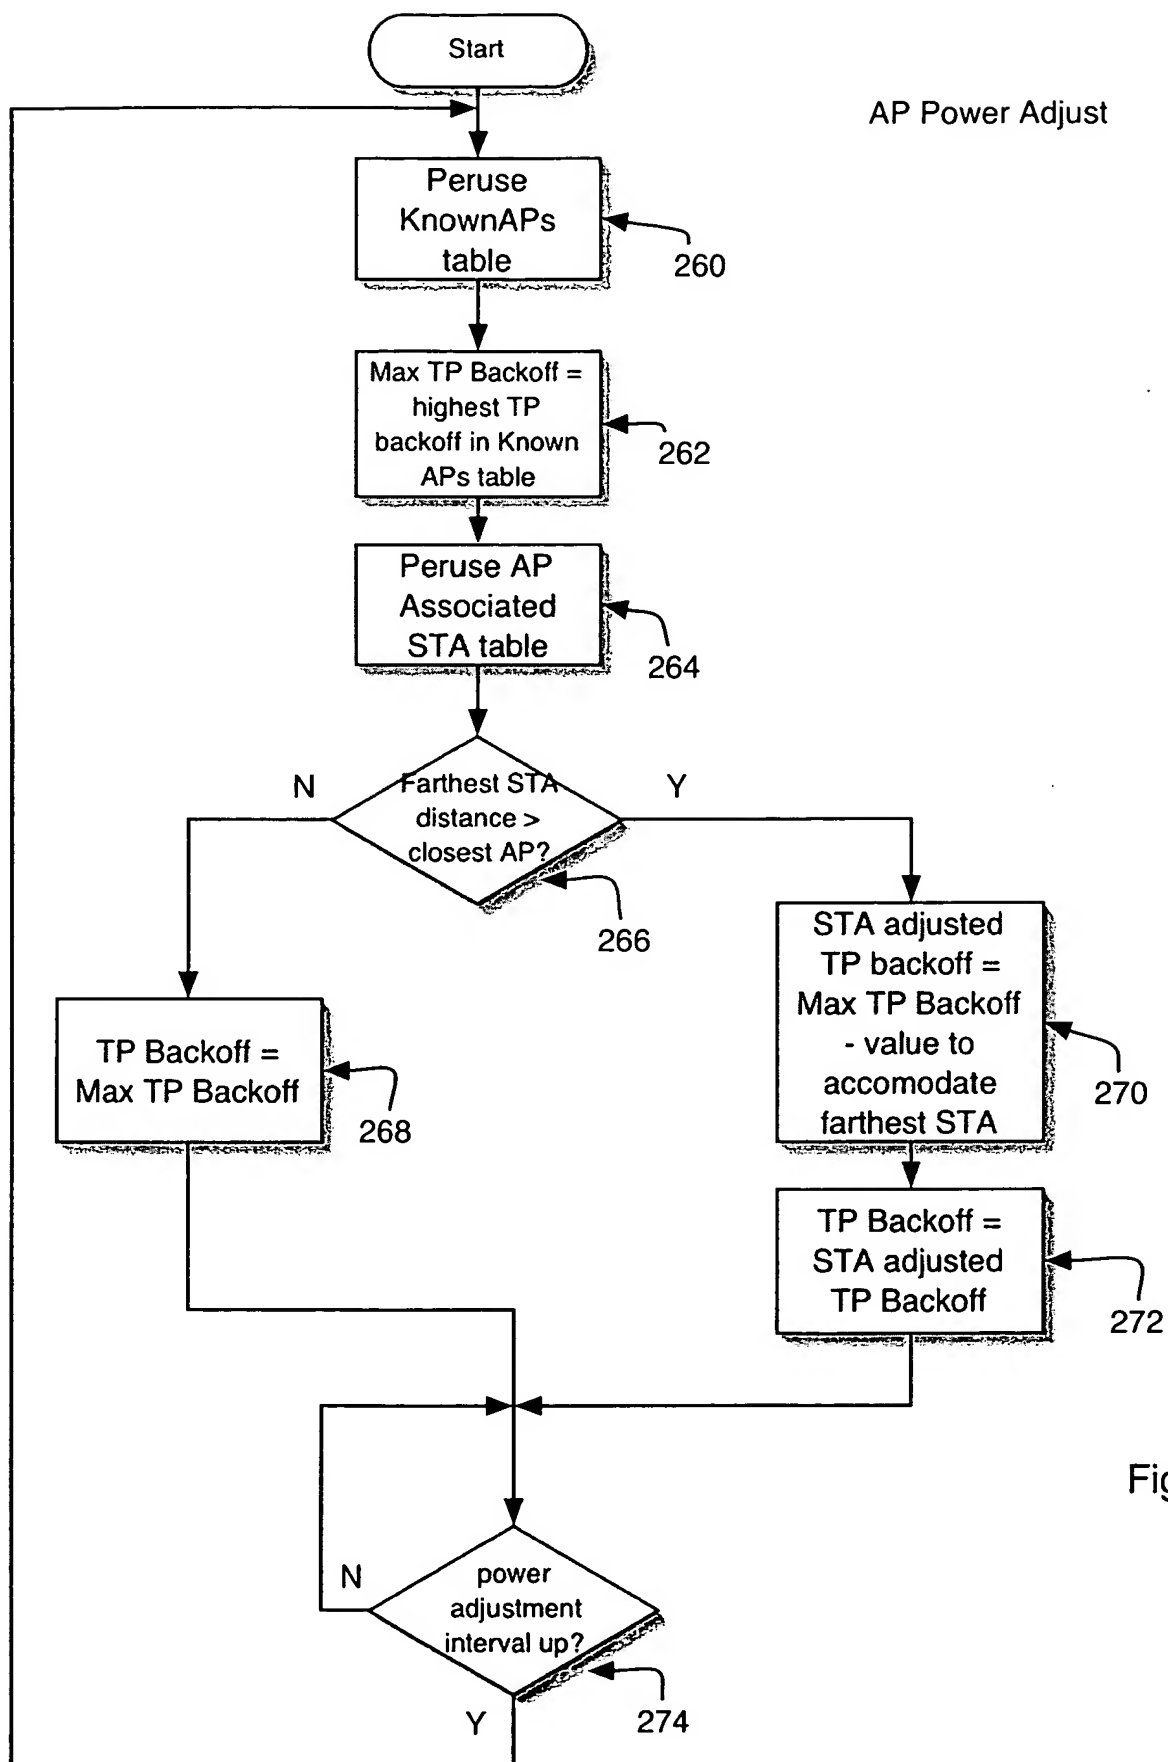 Start
AP Power Adjust
Peruse
KnownAPs
table
260
Max TP Backoff =
highest TP
backoff in Known
APs table
262
Peruse AP
Associated
STA table
264
N
Farthest STA
distance >
closest AP?
Y
266
STA adjusted
TP backoff =
Max TP Backoff
- value to
accomodate
farthest STA
270
TP Backoff =
Max TP Backoff
268
TP Backoff =
STA adjusted
TP Backoff
272
Fig
N
power
adjustment
interval up?
274
Y